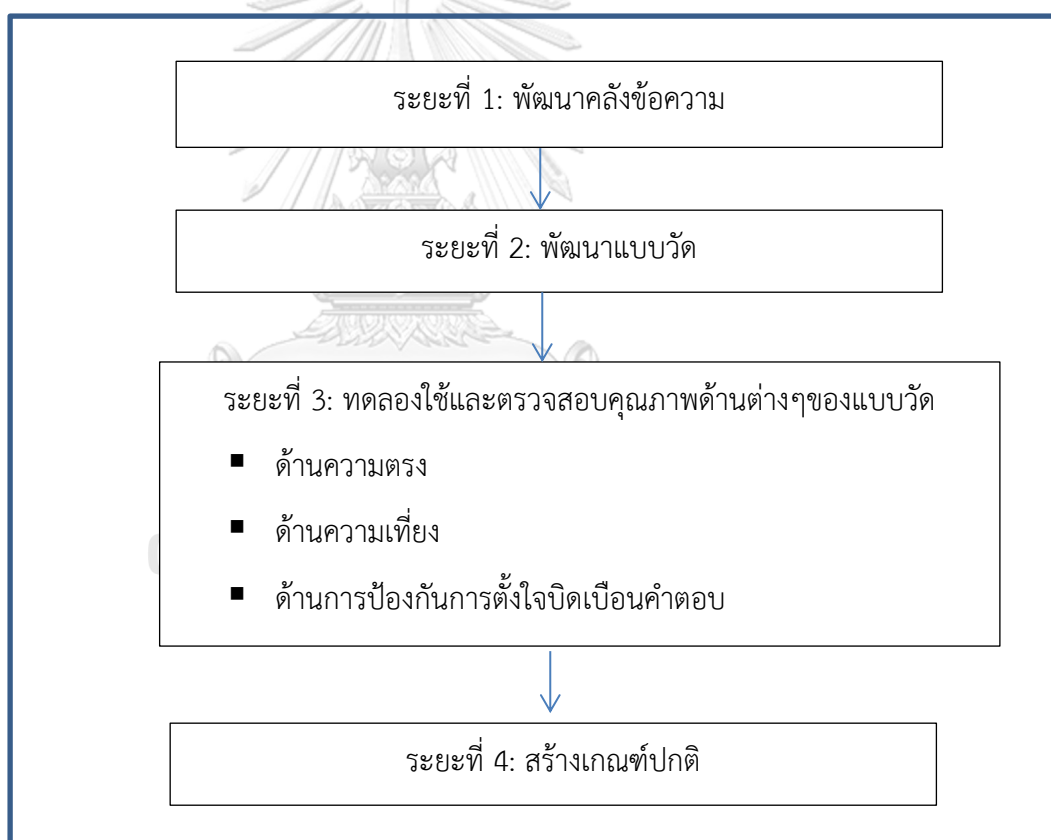 ระยะที่ 1: พัฒนาคลังข้อความ
ระยะที่ 2: พัฒนาแบบวัด
ระยะที่ 3: ทดลองใช้และตรวจสอบคุณภาพด้านต่างๆของแบบวัด
▪ ด้านความตรง
▪ ด้านความเที่ยง
▪ ด้านการป้องกันการตั้งใจบิดเบือนคำตอบ
ระยะที่ 4: สร้างเกณฑ์ปกติ